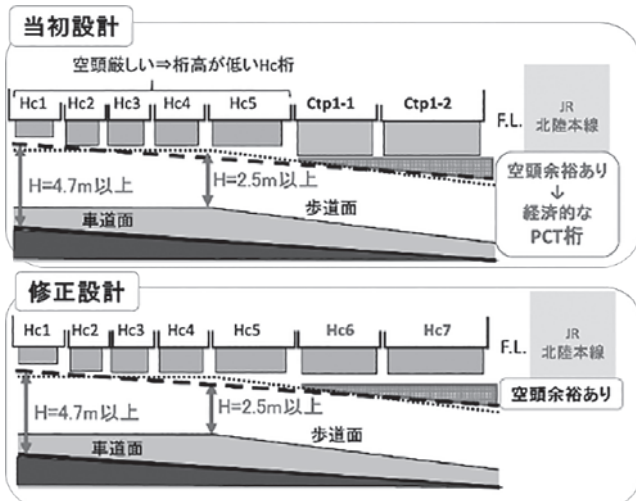 当初設計
空頭厳しい⇒桁高が低いHc桁
Hc1 Hc2 Hc3 Hc4 Hc5 Ctp1-1 Ctp1-2
F.L.
JR
北陸本線
H=4.7m以上
H=2.5m以上
歩道面
車道面
空頭余裕あり
↓
経済的な
PCT桁
修正設計
Hc1 Hc2 Hc3 Hc4 Hc5 Hc6 Hc7
F.L.
JR
北陸本線
空頭余裕あり
H=4.7m以上
H=2.5m以上
歩道面
車道面